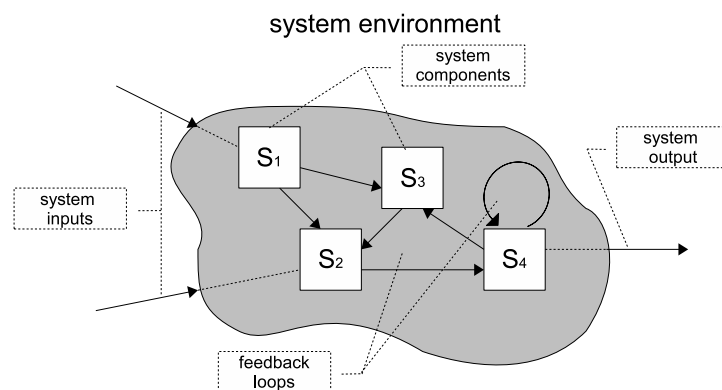 system environment
system
components
system
output
S1
S3
system
inputs
S2
S4
feedback
loops